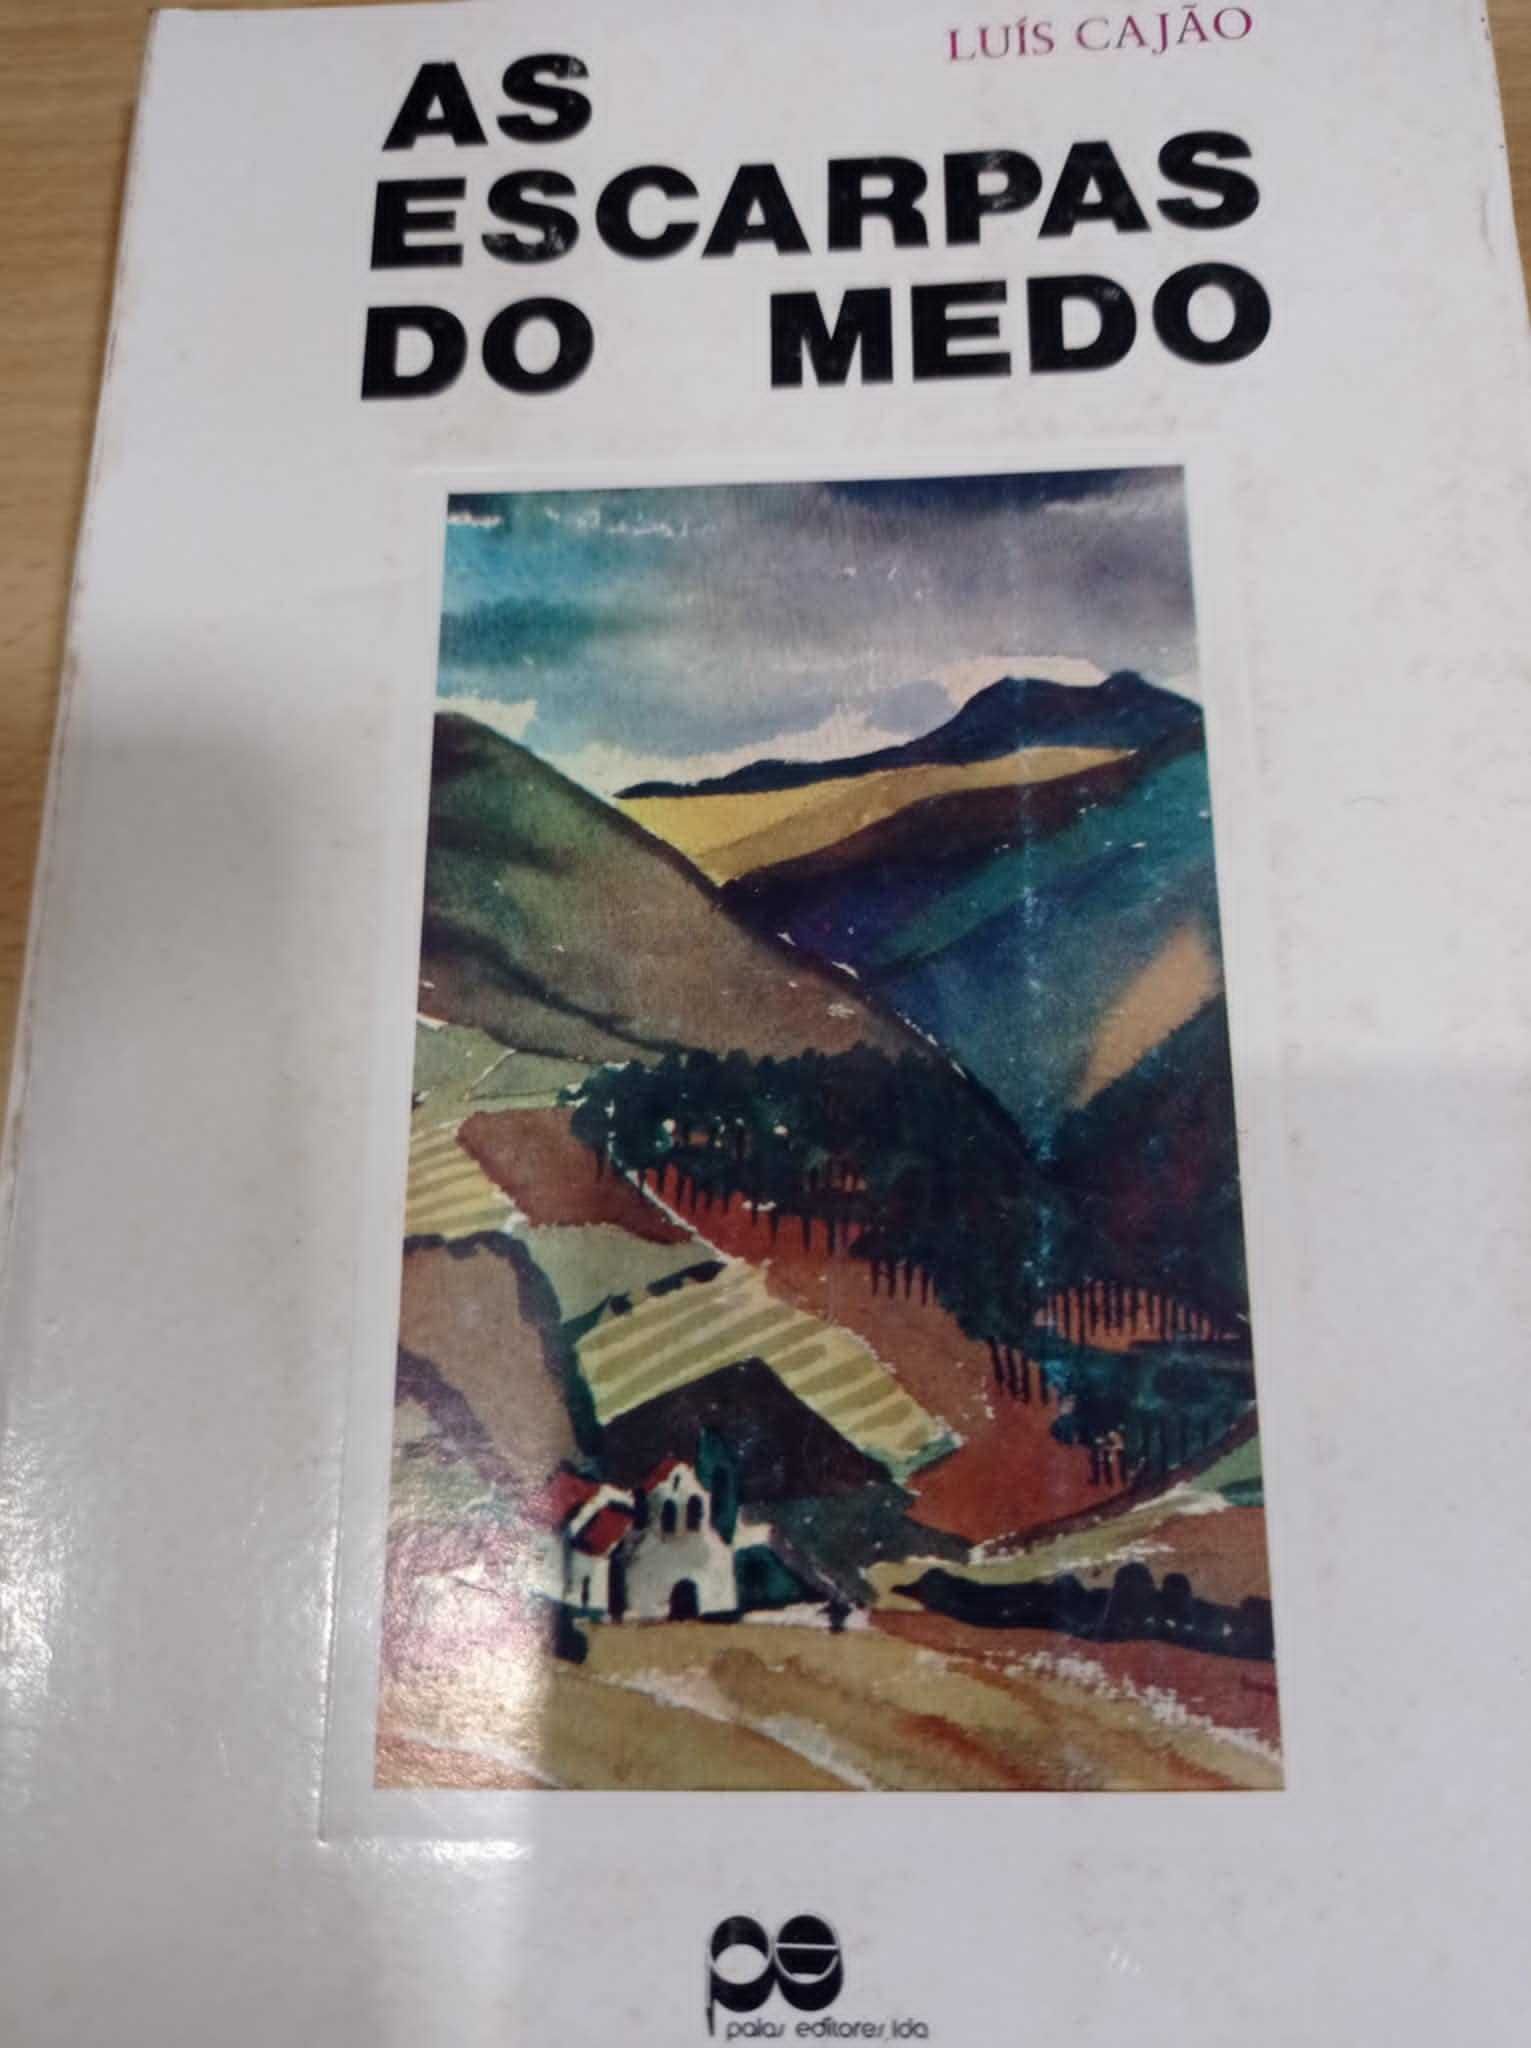 LUÍS CAJÃO
AS
ESCARPAS
DO MEDO
pe
palas editores, lda